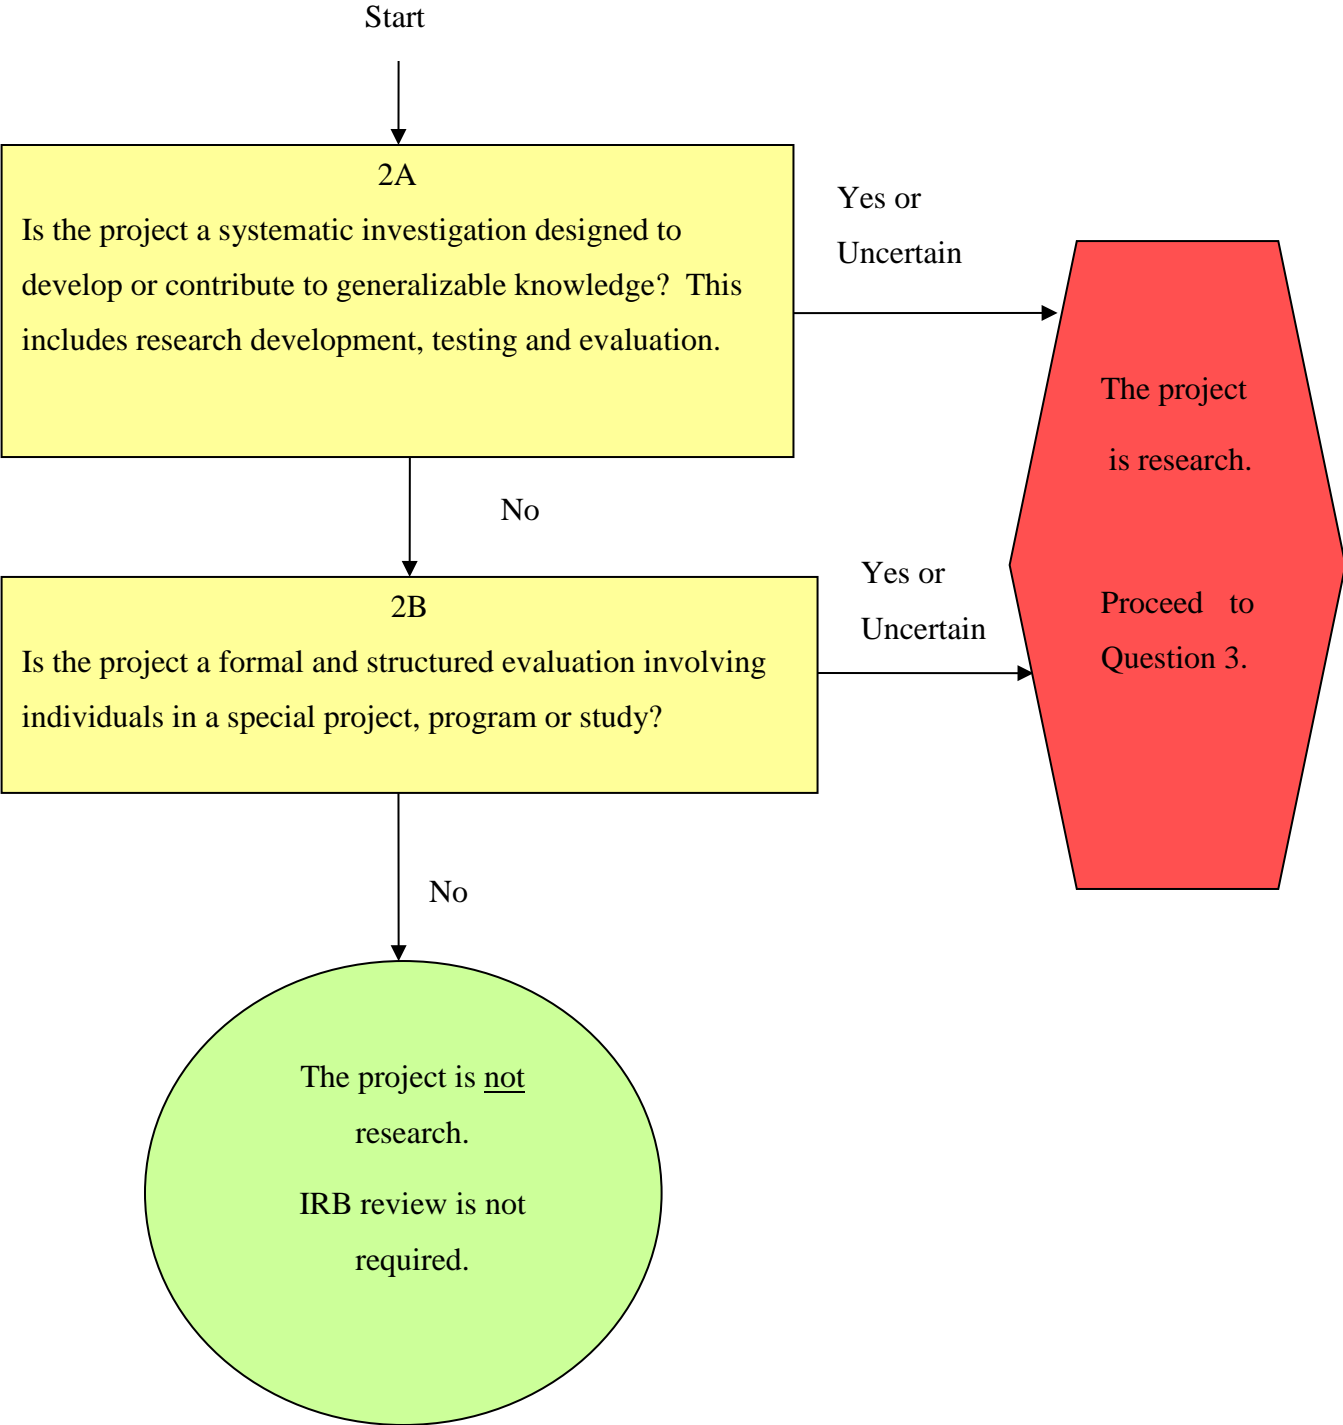 Start
2A
Is the project a systematic investigation designed to
develop or contribute to generalizable knowledge?  This
includes research development, testing and evaluation.
Yes or
Uncertain
The project
is research.
Proceed to
Question 3.
No
2B
Is the project a formal and structured evaluation involving
individuals in a special project, program or study?
Yes or
Uncertain
No
The project is not
research.
IRB review is not
required.